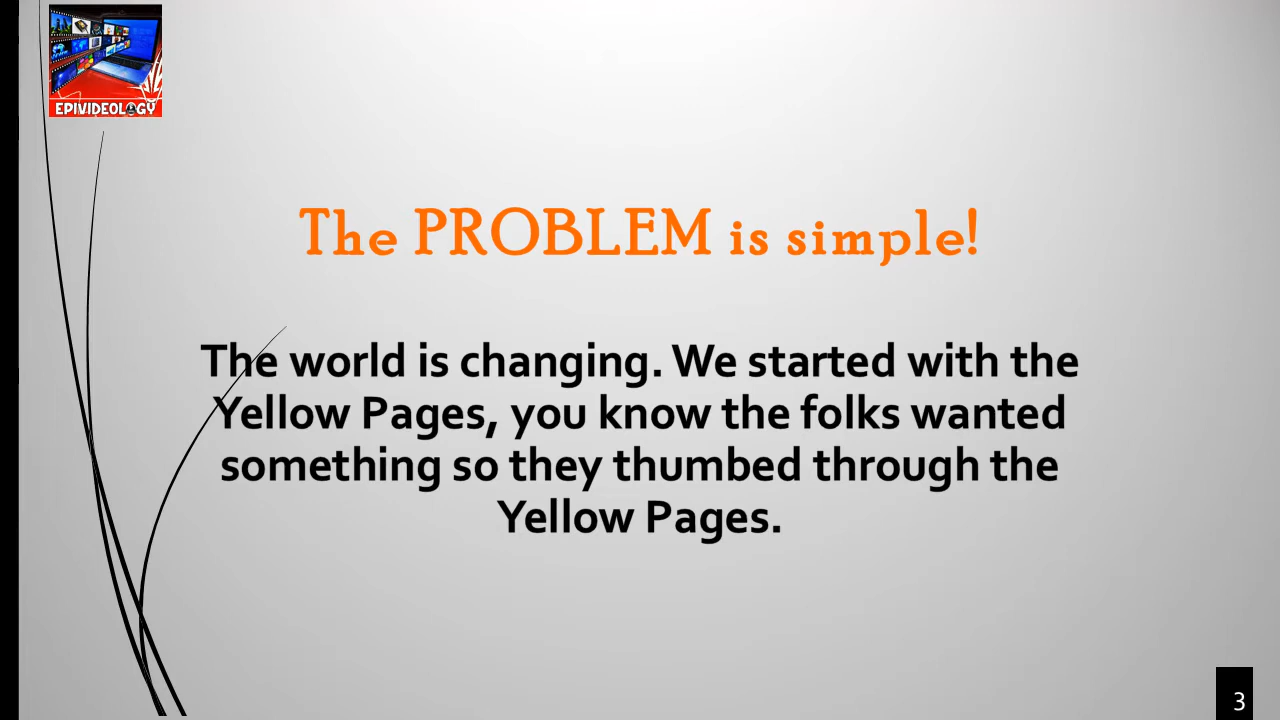 EPIVIDEOLOGY
The PROBLEM is simple!
The world is changing. We started with the
Yellow Pages, you know the folks wanted
something so they thumbed through the
Yellow Pages.
3